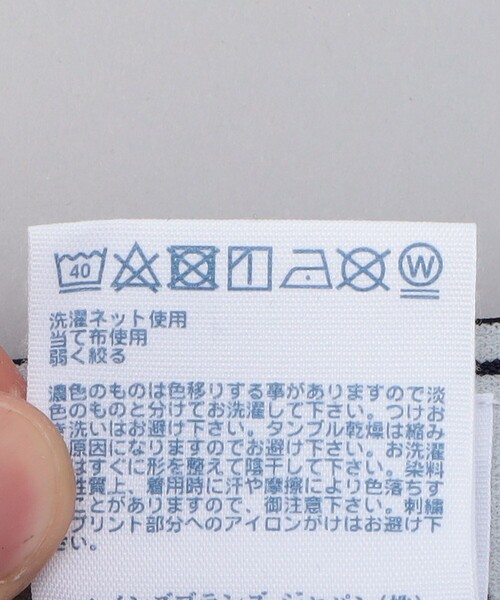 40 W
洗濯ネット使用
当て布使用
弱く絞る
濃色のものは色移りする事がありますので淡
色のものと分けてお洗濯して下さい。つけお
き洗いはお避け下さい。タンブル乾燥は縮み
原因になりますのでお避け下さい。お洗濯
はすぐに形を整えて陰干して下さい。染料
性質上、着用時に汗や摩擦により色落ちす
ことがありますので、御注意下さい。刺繍
プリント部分へのアイロンがけはお避け下
さい。